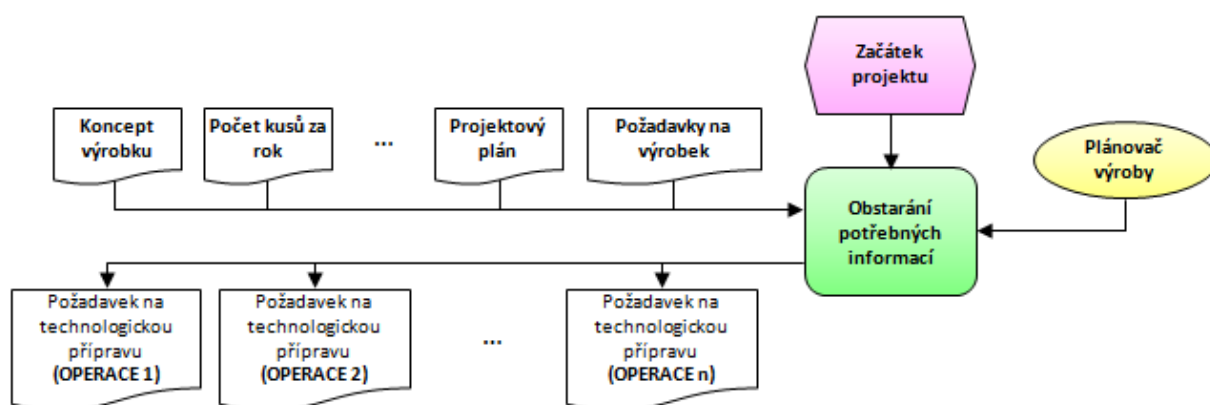 Začátek
projektu
Koncept
výrobku
Počet kusů za
rok
...
Projektový
plán
Požadavky na
výrobek
Plánovač
výroby
Obstarání
potřebných
informací
Požadavek na
technologickou
přípravu
(OPERACE 1)
Požadavek na
technologickou
přípravu
(OPERACE 2)
...
Požadavek na
technologickou
přípravu
(OPERACE n)